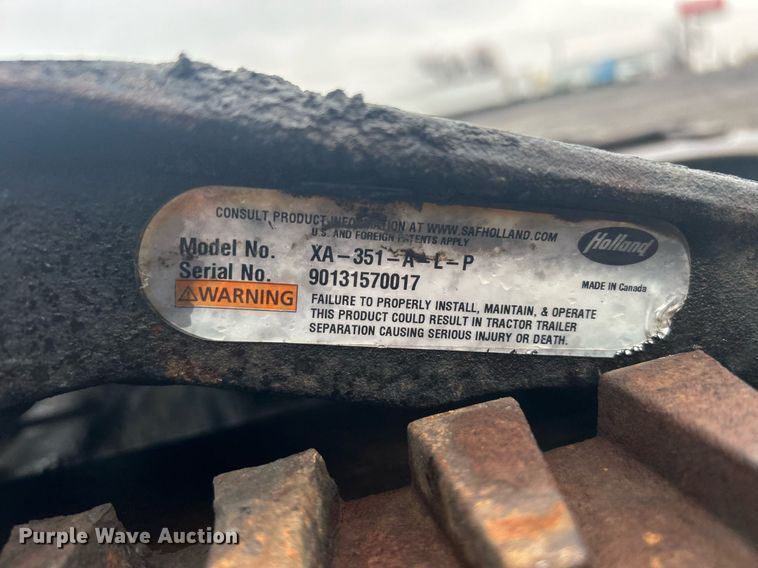 CONSULT PRODUCT INFORMATION AT WWW.SAFHOLLAND.COM
U.S. AND FOREIGN PATENTS APPLY
Holland
Model No. XA-351-A-L-P
Serial No. 90131570017
MADE IN Canada
WARNING
FAILURE TO PROPERLY INSTALL, MAINTAIN, & OPERATE
THIS PRODUCT COULD RESULT IN TRACTOR TRAILER
SEPARATION CAUSING SERIOUS INJURY OR DEATH.
Purple Wave Auction